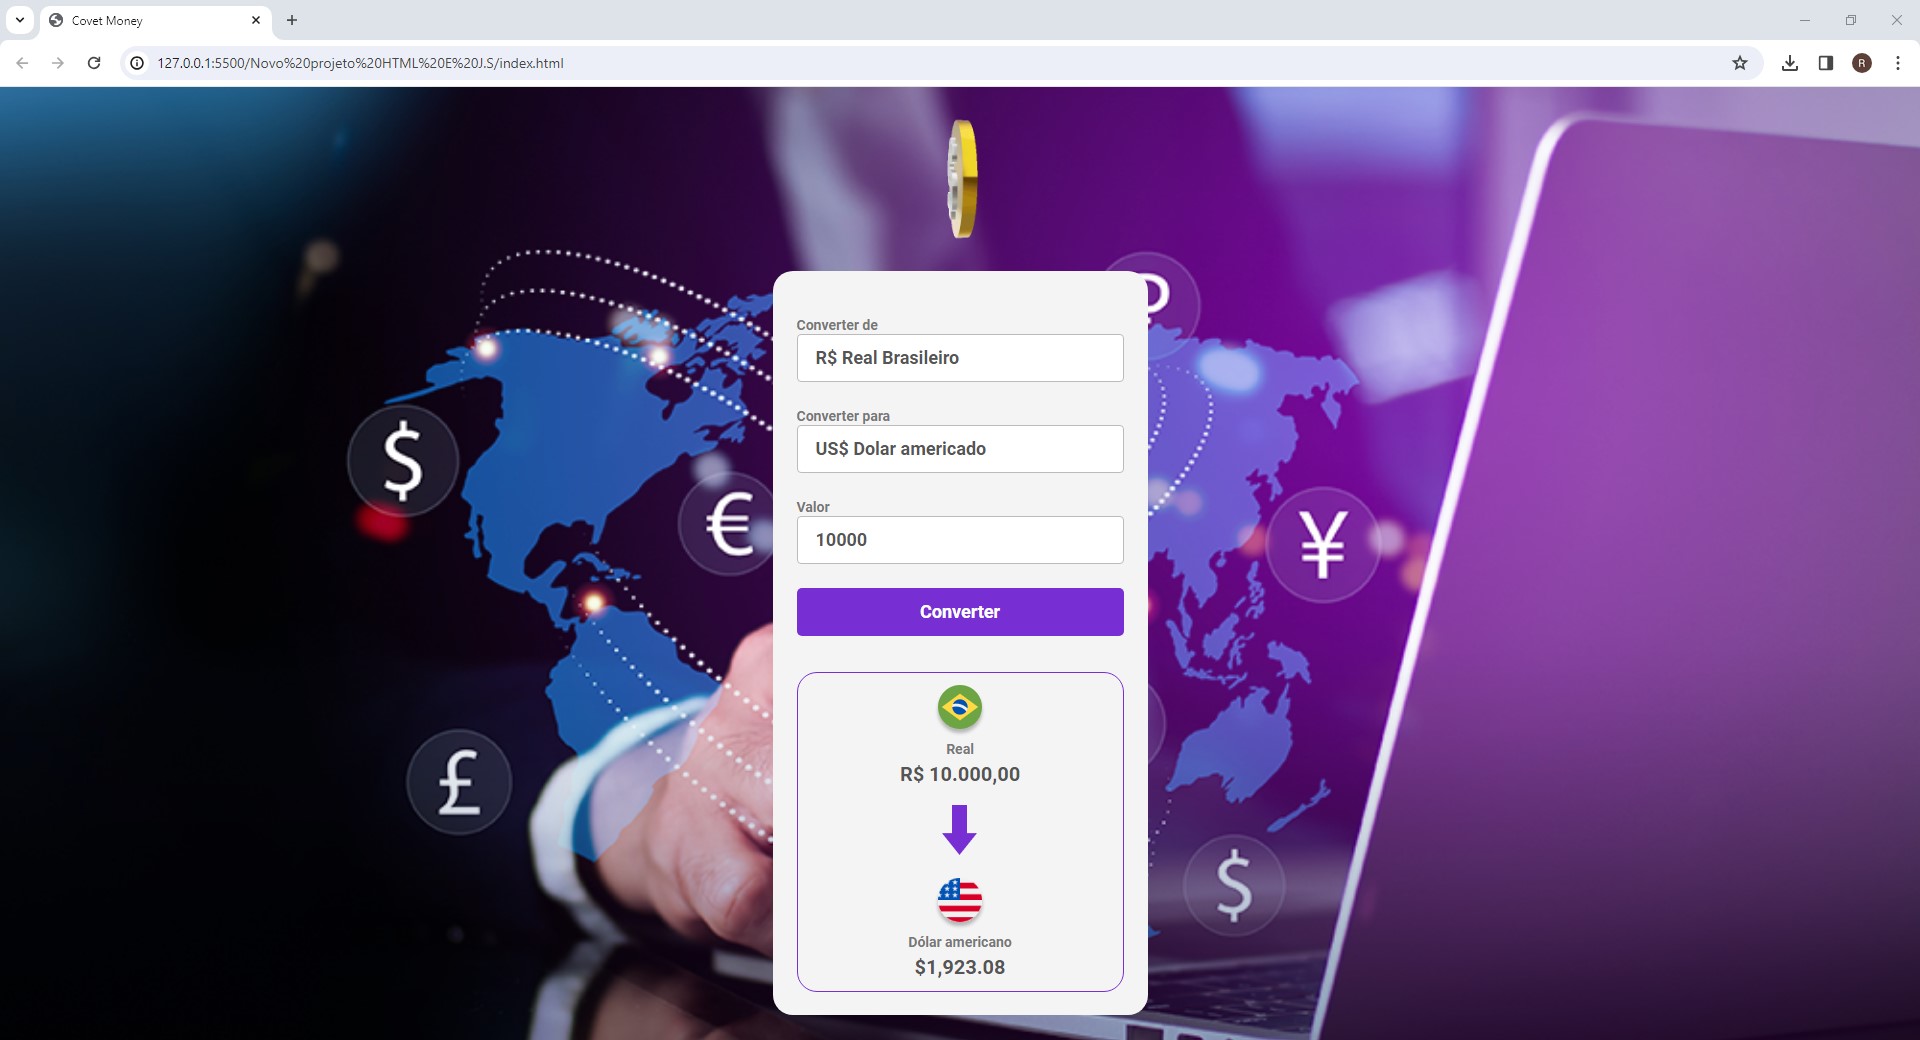 Covet Money
127.0.0.1:5500/Novo%20projeto%20HTML%20E%20J.S/index.html
R
$
€
£
¥
$
Converter de
R$ Real Brasileiro
Converter para
US$ Dolar americado
Valor
10000
Converter
Real
R$ 10.000,00
Dólar americano
$1,923.08